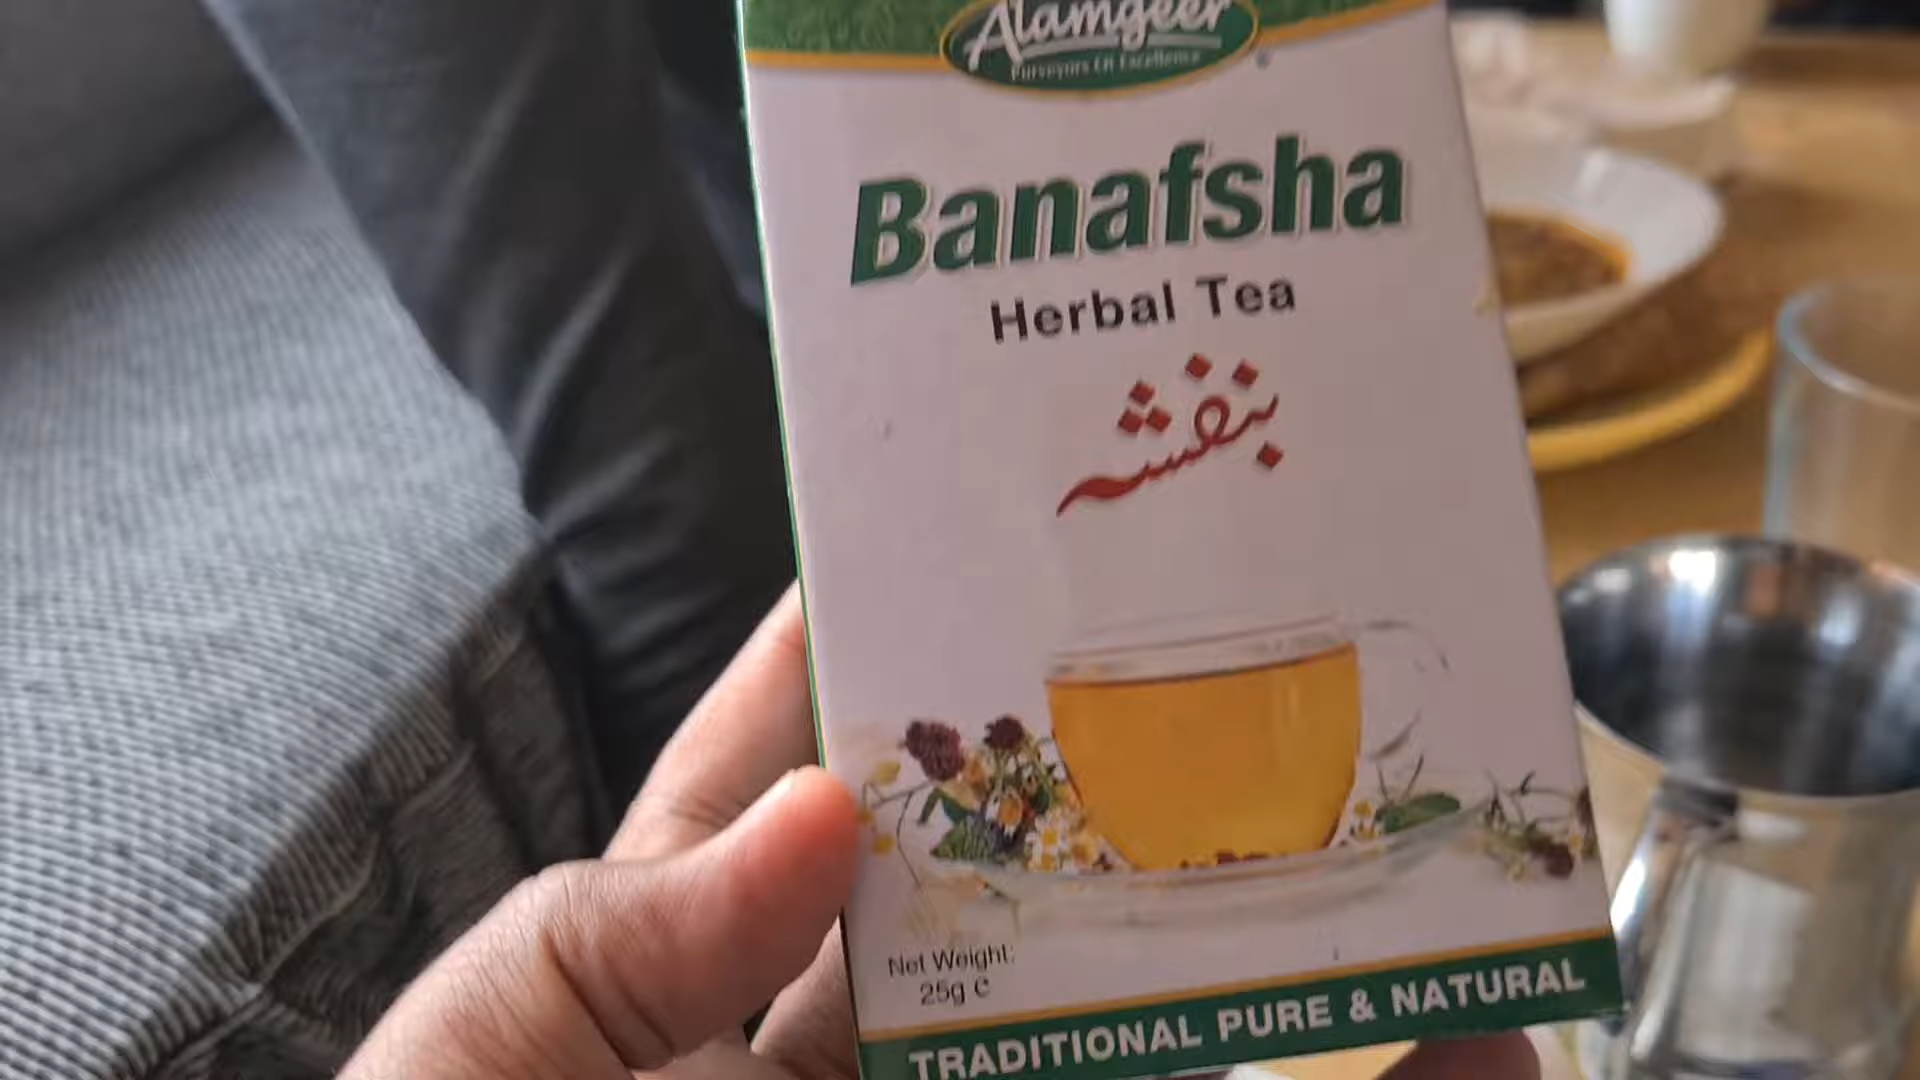 Alamgeer
Purveyors Of Excellence
Banafsha
Herbal Tea
بنفشہ
Net Weight:
25g e
TRADITIONAL PURE & NATURAL